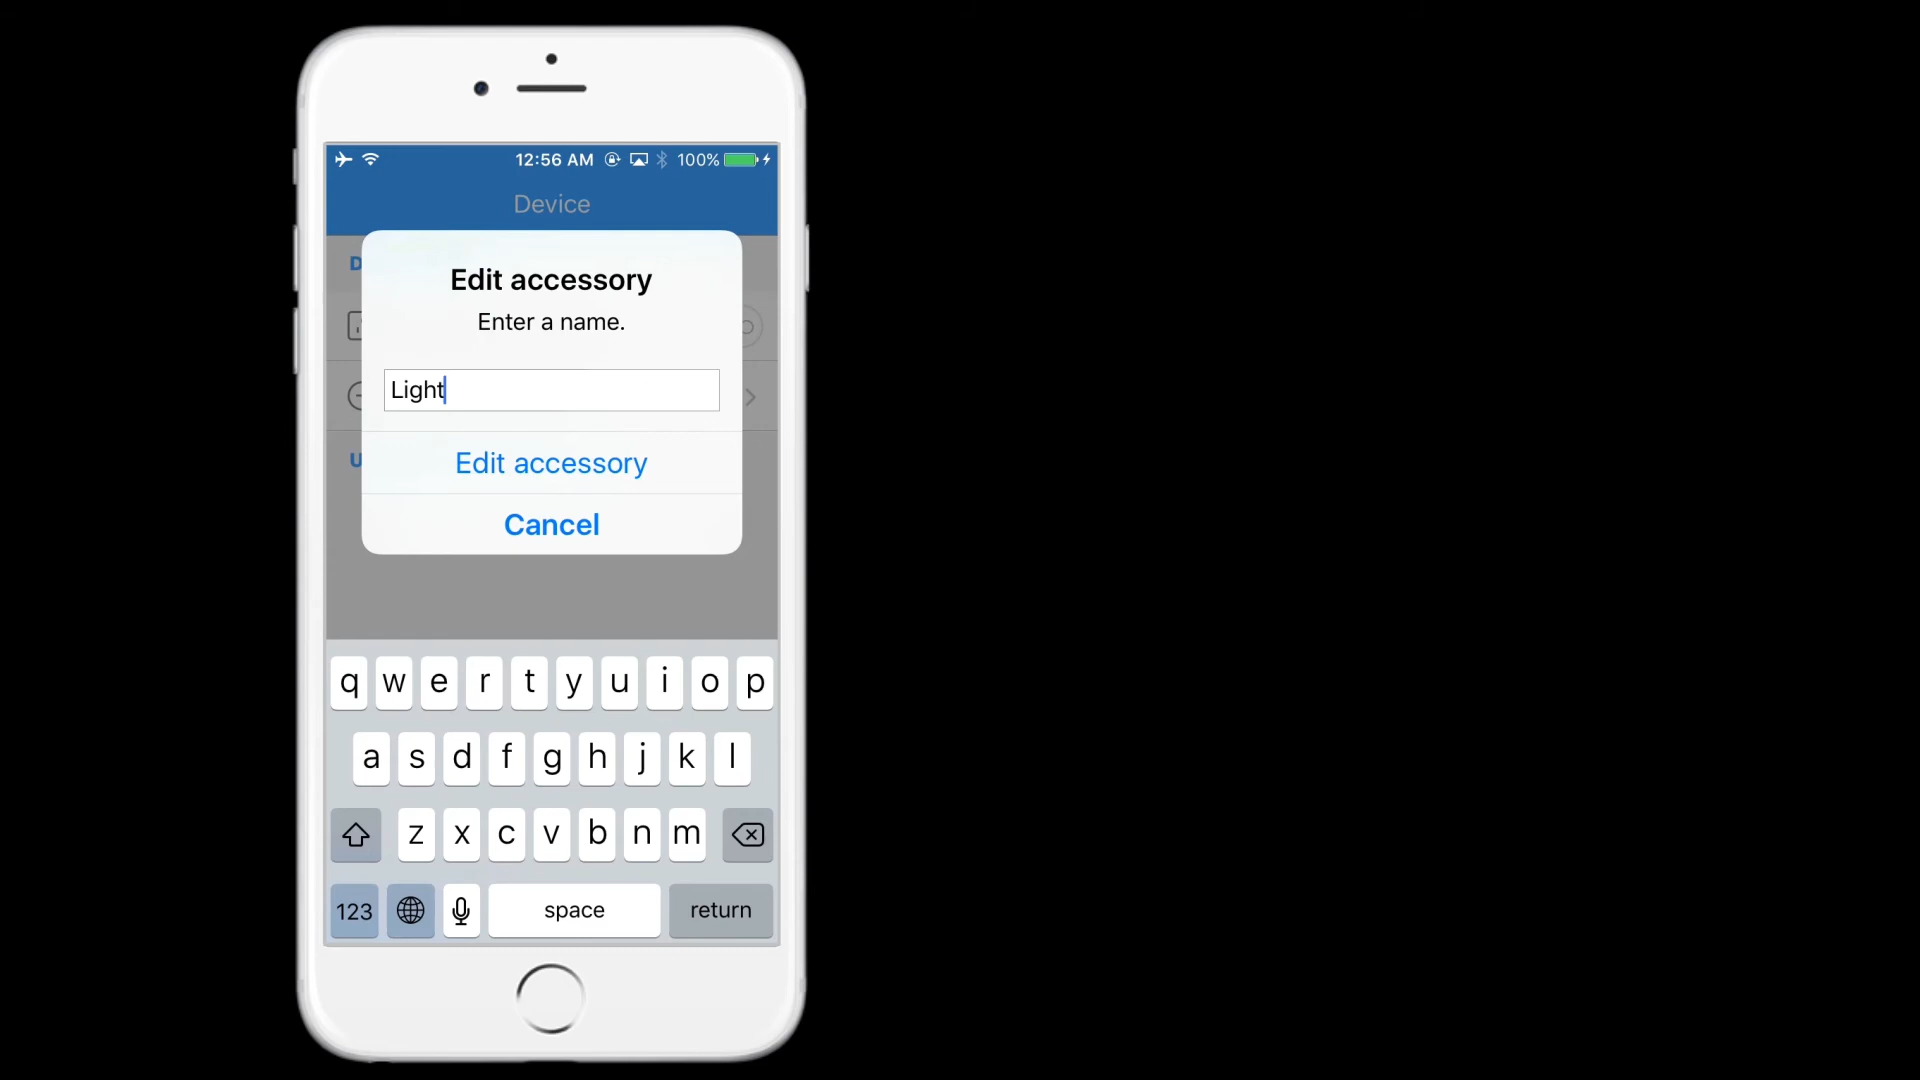 12:56 AM 100%
Device
D
Edit accessory
Enter a name.
Light
Edit accessory
U
Cancel
q w e r t y u i o p
a s d f g h j k l
z x c v b n m
123 space return